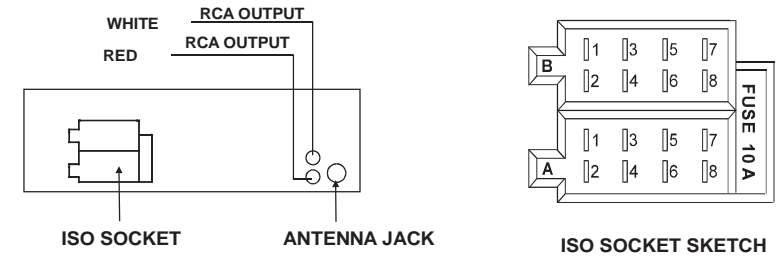 WHITE RCA OUTPUT
RED RCA OUTPUT
ISO SOCKET
ANTENNA JACK
B
1 3 5 7
2 4 6 8
A
1 3 5 7
2 4 6 8
FUSE 10 A
ISO SOCKET SKETCH